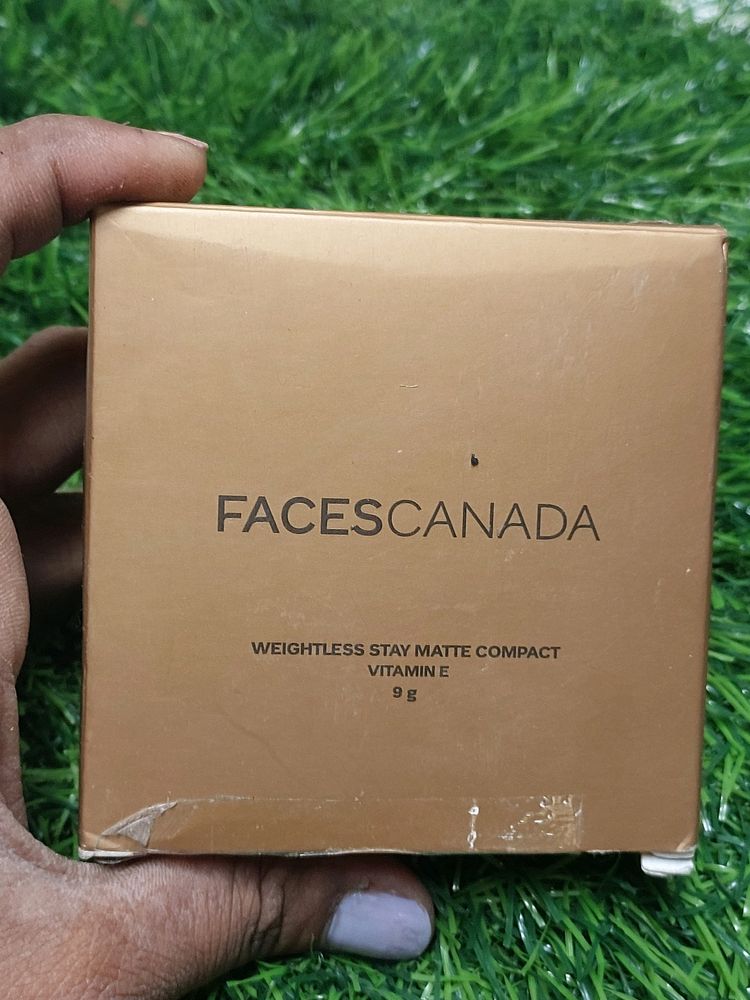 FACESCANADA
WEIGHTLESS STAY MATTE COMPACT
VITAMIN E
9 g